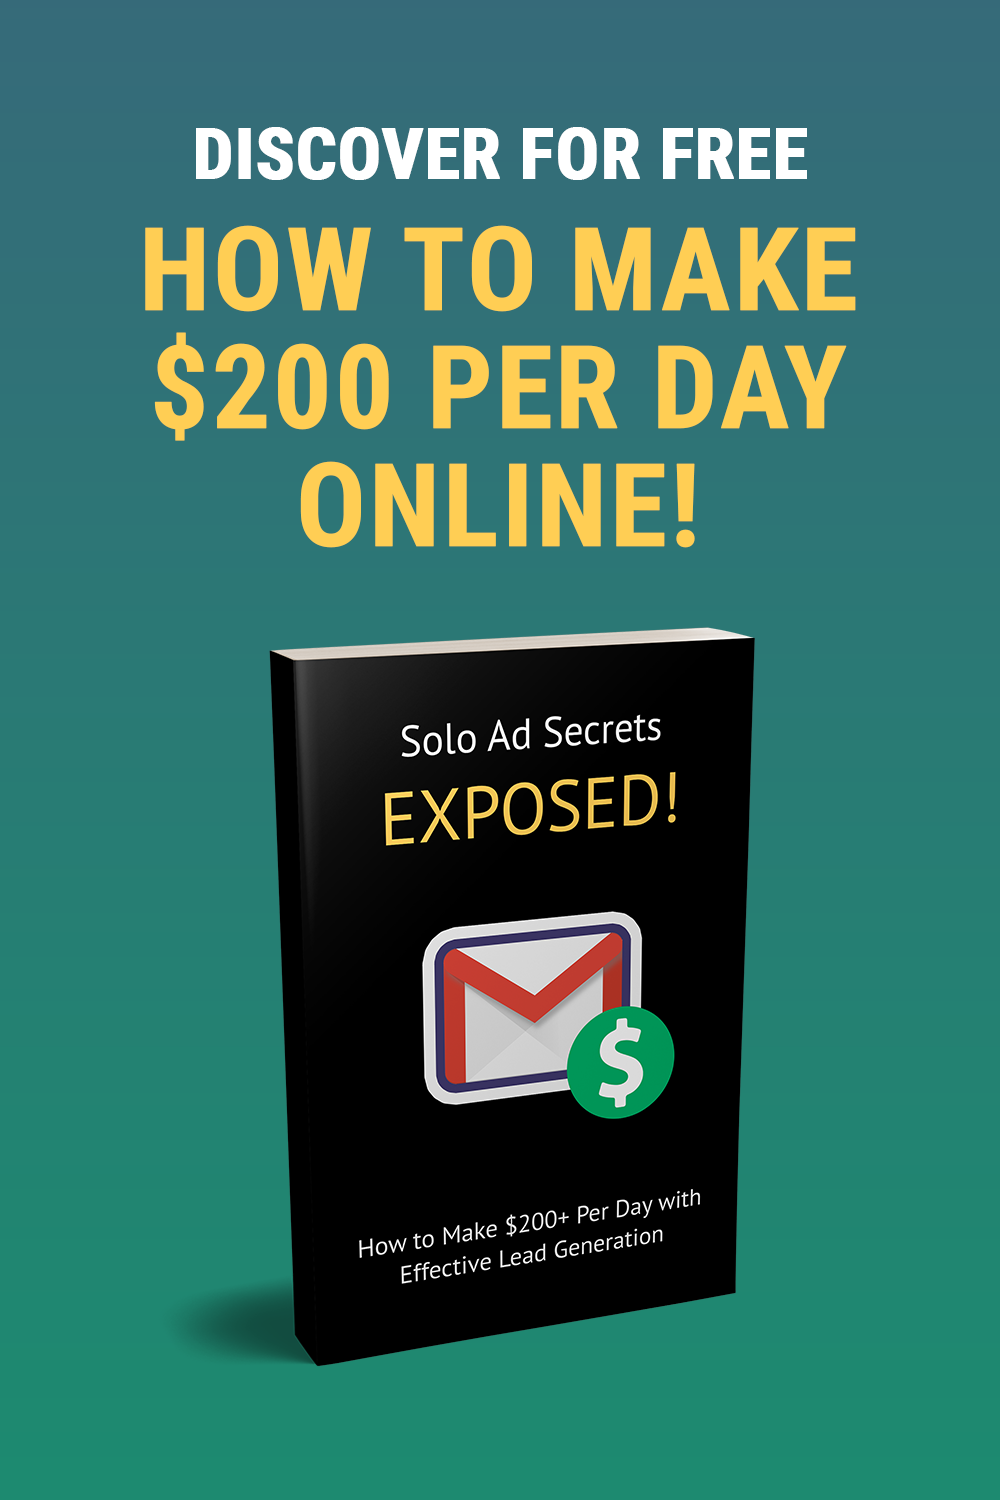 DISCOVER FOR FREE
HOW TO MAKE
$200 PER DAY
ONLINE!
Solo Ad Secrets
EXPOSED!
$
How to Make $200+ Per Day with
Effective Lead Generation